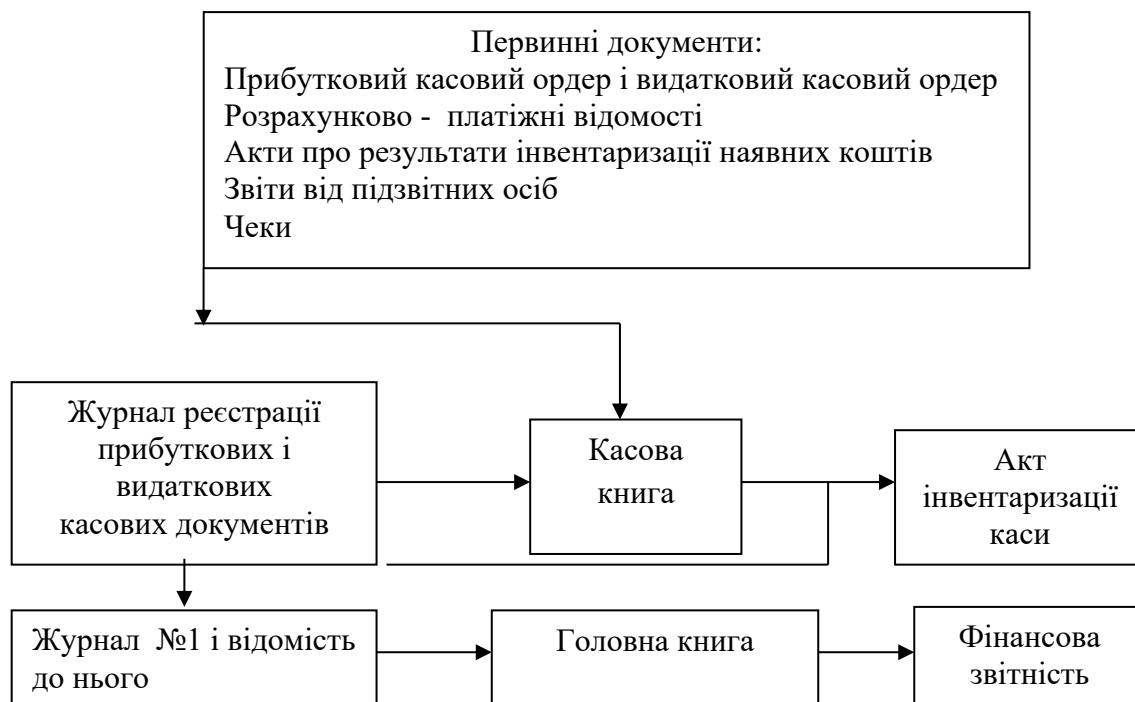 Первинні документи:
Прибутковий касовий ордер і видатковий касовий ордер
Розрахунково - платіжні відомості
Акти про результати інвентаризації наявних коштів
Звіти від підзвітних осіб
Чеки
Журнал реєстрації
прибуткових і
видаткових
касових документів
Касова
книга
Акт
інвентаризації
каси
Журнал №1 і відомість
до нього
Головна книга
Фінансова
звітність